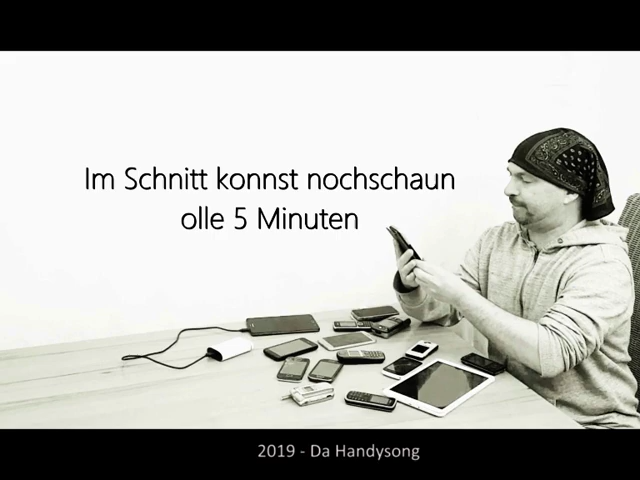 Im Schnitt konnst nochschaun
olle 5 Minuten
2019 - Da Handysong